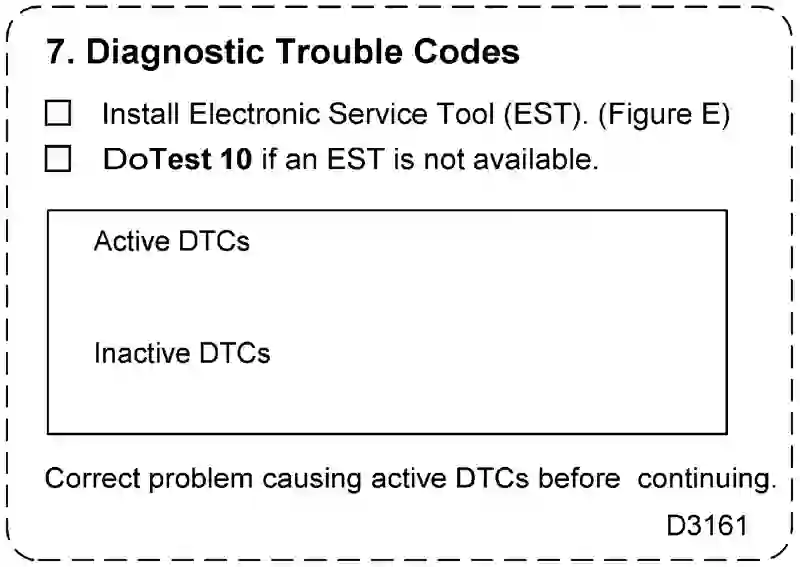 7. Diagnostic Trouble Codes
Install Electronic Service Tool (EST). (Figure E)
DoTest 10 if an EST is not available.
Active DTCs
Inactive DTCs
Correct problem causing active DTCs before continuing.
D3161